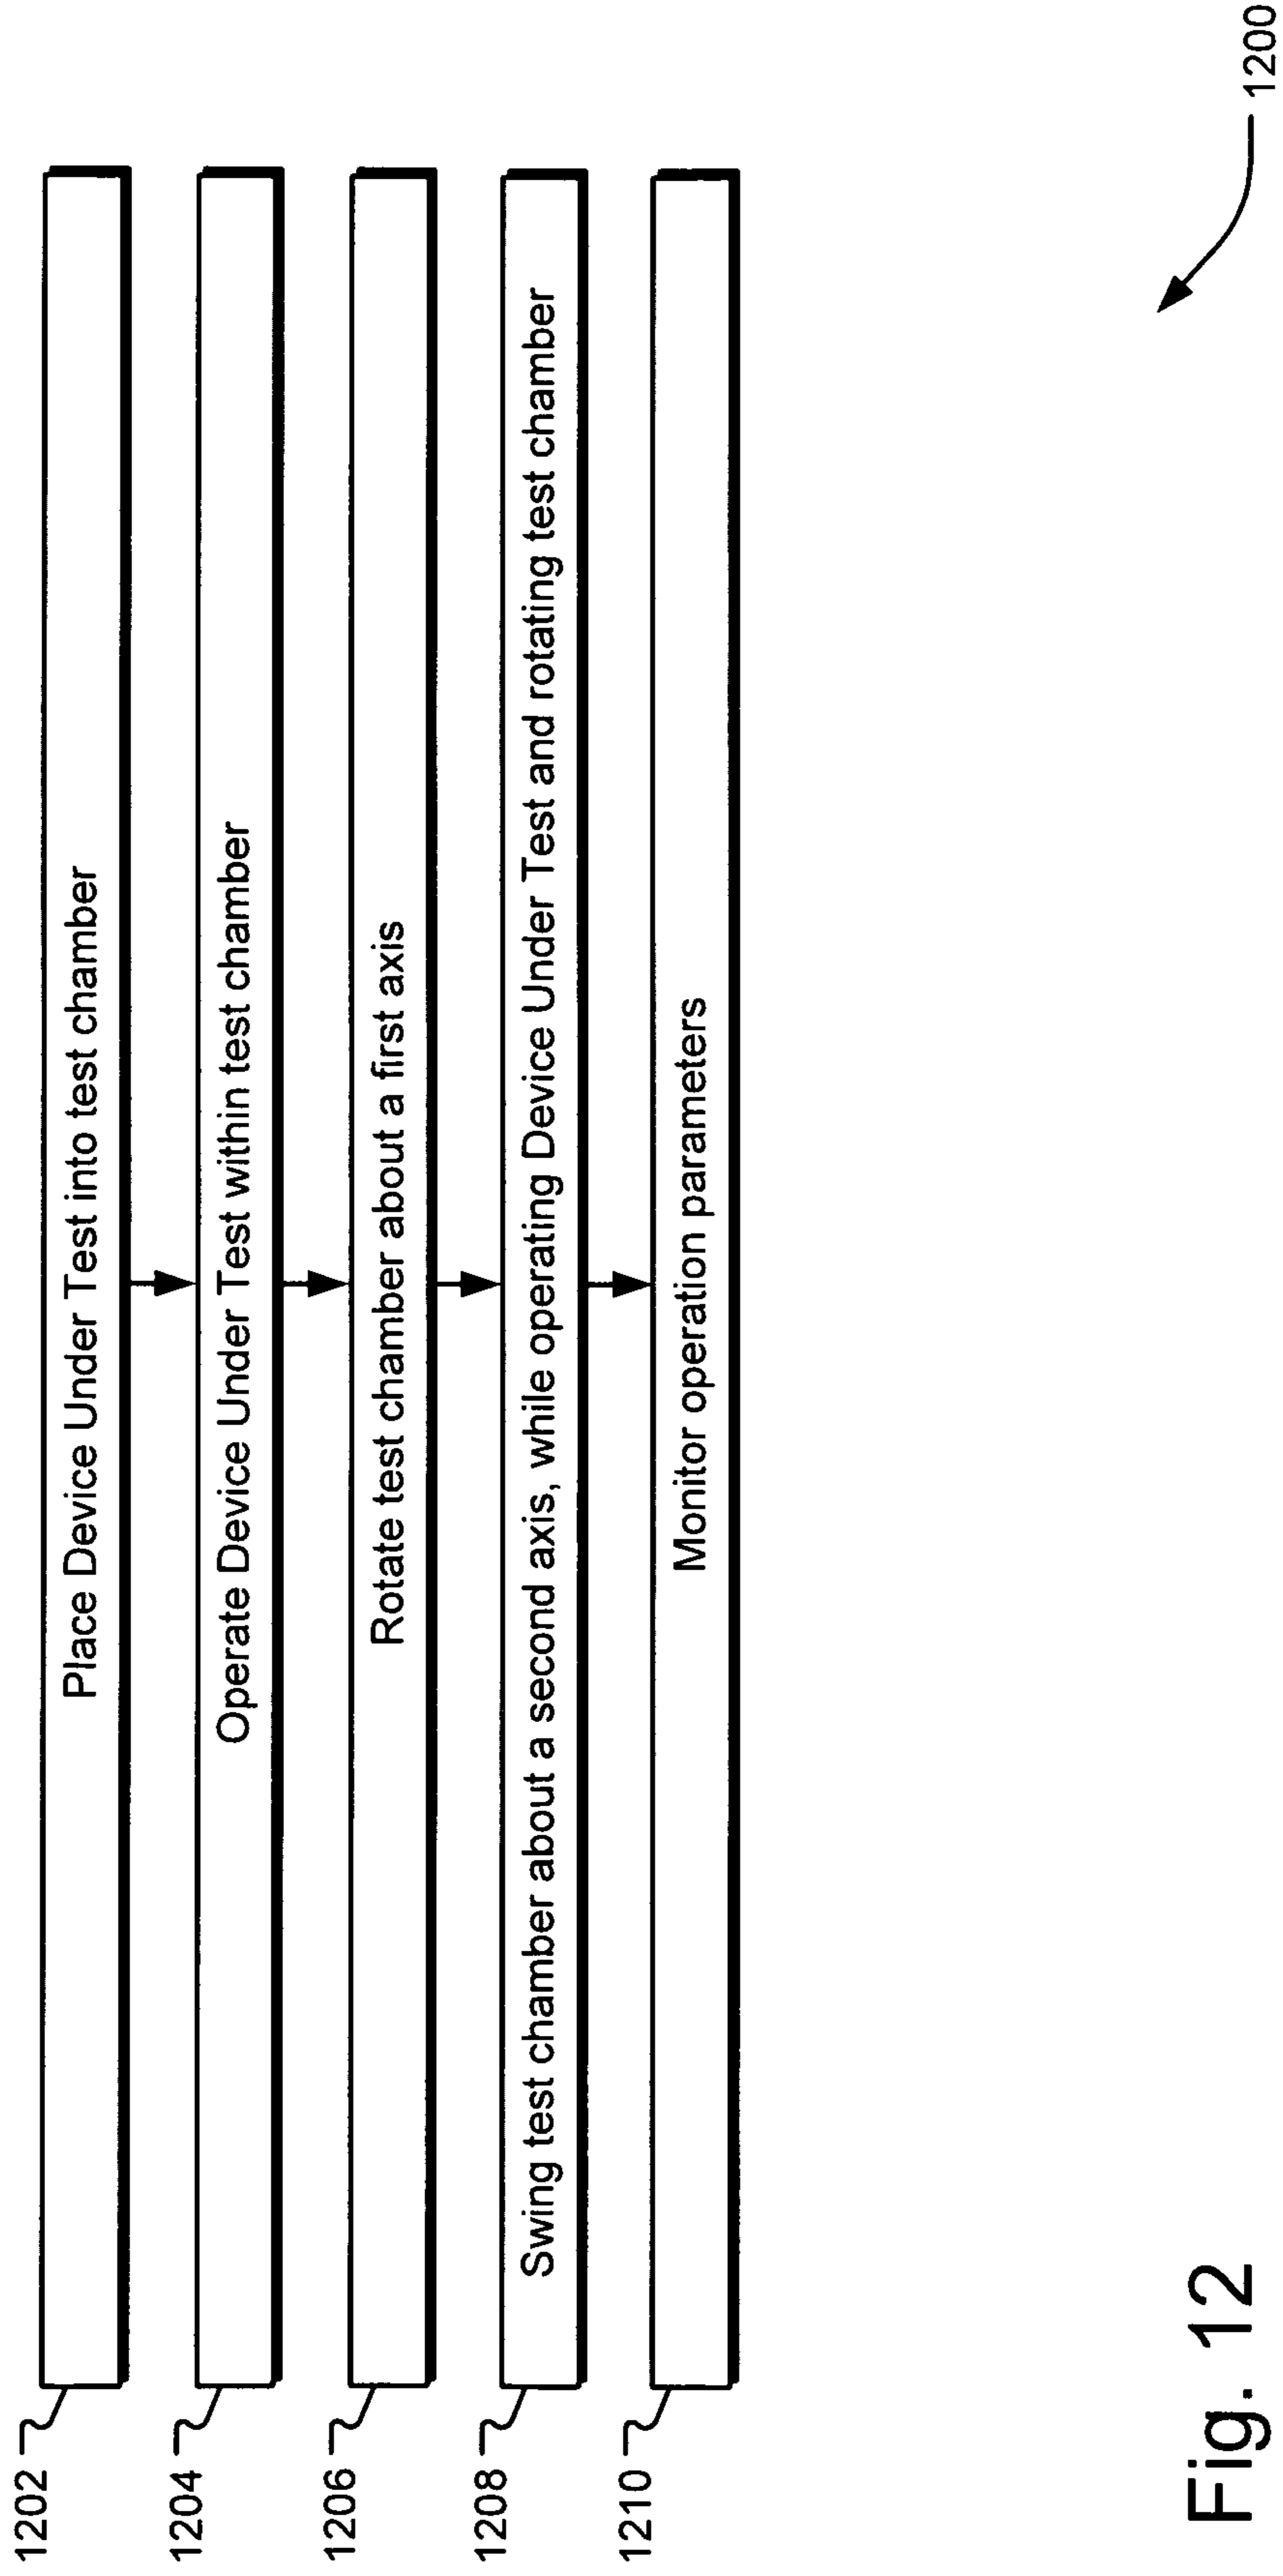 1202
Place Device Under Test into test chamber
1204
Operate Device Under Test within test chamber
1206
Rotate test chamber about a first axis
1208
Swing test chamber about a second axis, while operating Device Under Test and rotating test chamber
1210
Monitor operation parameters
1200
Fig. 12